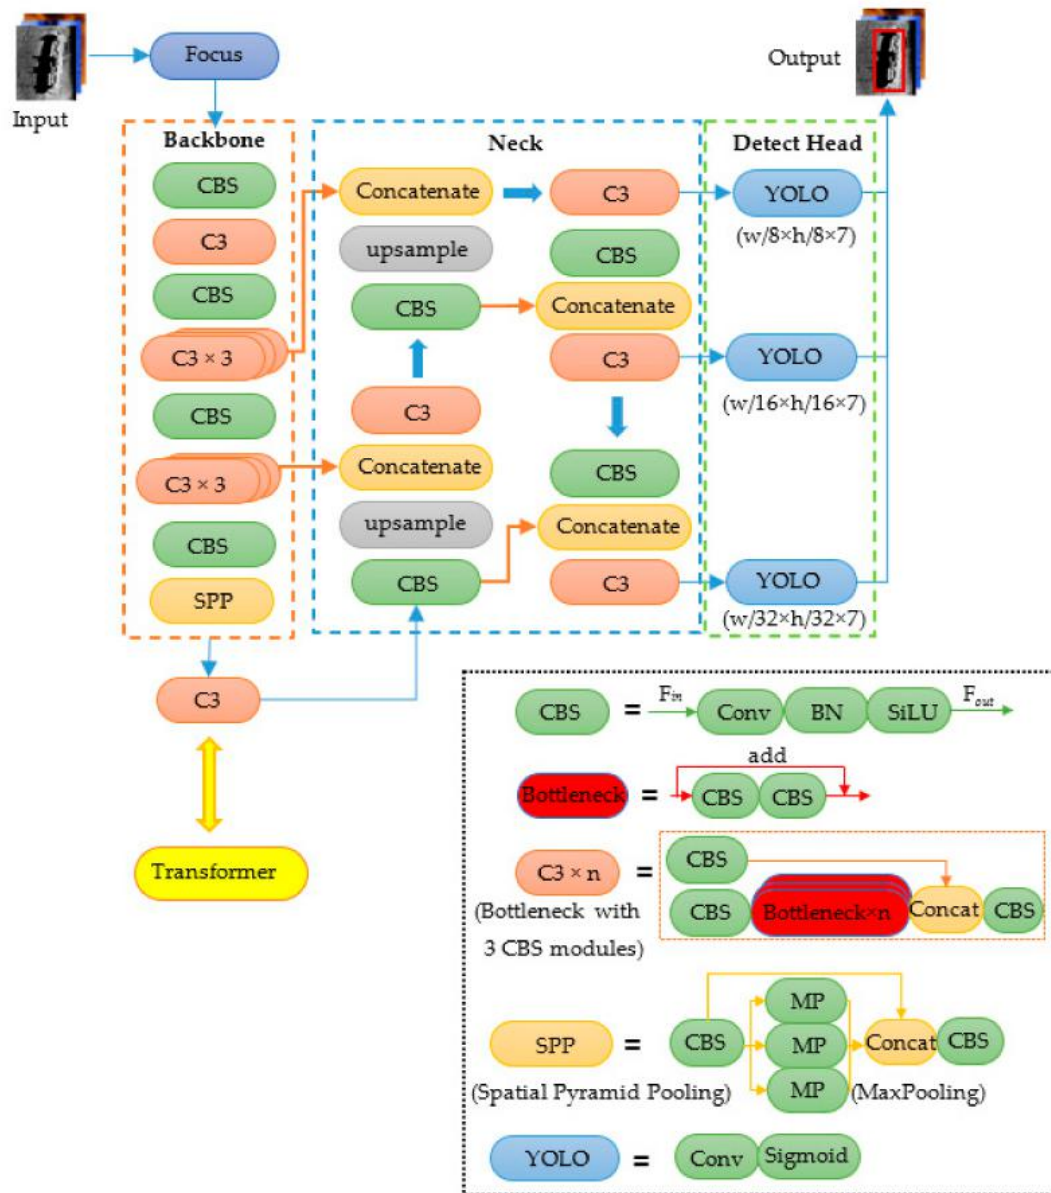 Input
Focus
Output
Backbone
CBS
C3
CBS
C3 × 3
CBS
C3 × 3
CBS
SPP
C3
Transformer
Neck
Concatenate
upsample
CBS
C3
Concatenate
upsample
CBS
C3
CBS
Concatenate
C3
CBS
Concatenate
C3
Detect Head
YOLO
(w/8×h/8×7)
YOLO
(w/16×h/16×7)
YOLO
(w/32×h/32×7)
CBS = Fin Conv BN SiLU Fout
add
Bottleneck = CBS CBS
CBS
C3 × n =
CBS Bottleneck×n Concat CBS
(Bottleneck with
3 CBS modules)
MP
SPP = CBS MP Concat CBS
MP
(Spatial Pyramid Pooling) (MaxPooling)
YOLO = Conv Sigmoid